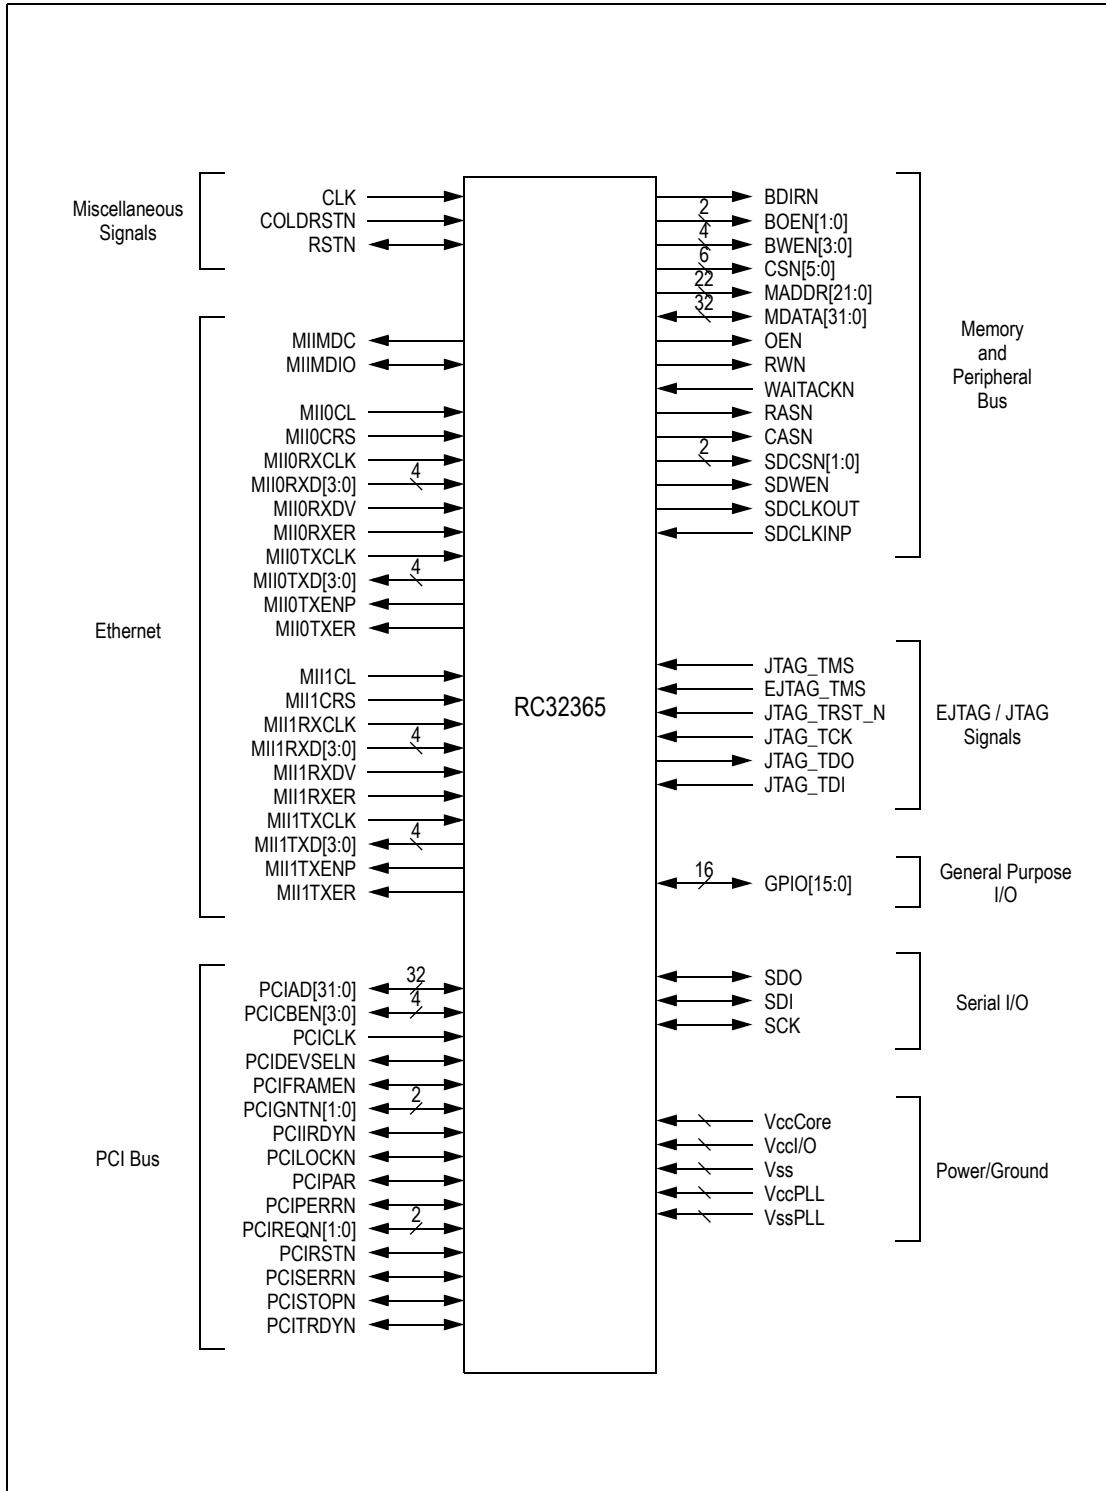 Miscellaneous
Signals
CLK
COLDRSTN
RSTN
Ethernet
MIIMDC
MIIMDIO
MII0CL
MII0CRS
MII0RXCLK
MII0RXD[3:0] 4
MII0RXDV
MII0RXER
MII0TXCLK
MII0TXD[3:0] 4
MII0TXENP
MII0TXER
MII1CL
MII1CRS
MII1RXCLK
MII1RXD[3:0] 4
MII1RXDV
MII1RXER
MII1TXCLK
MII1TXD[3:0] 4
MII1TXENP
MII1TXER
PCI Bus
PCIAD[31:0] 32
PCICBEN[3:0] 4
PCICLK
PCIDEVSELN
PCIFRAMEN
PCIGNTN[1:0] 2
PCIIRDYN
PCILOCKN
PCIPAR
PCIPERRN
PCIREQN[1:0] 2
PCIRSTN
PCISERRN
PCISTOPN
PCITRDYN
RC32365
BDIRN
2 BOEN[1:0]
4 BWEN[3:0]
6 CSN[5:0]
22 MADDR[21:0]
32 MDATA[31:0]
OEN
RWN
WAITACKN
RASN
CASN
2 SDCSN[1:0]
SDWEN
SDCLKOUT
SDCLKINP
Memory
and
Peripheral
Bus
JTAG_TMS
EJTAG_TMS
JTAG_TRST_N
JTAG_TCK
JTAG_TDO
JTAG_TDI
EJTAG / JTAG
Signals
16 GPIO[15:0]
General Purpose
I/O
SDO
SDI
SCK
Serial I/O
VccCore
VccI/O
Vss
VccPLL
VssPLL
Power/Ground